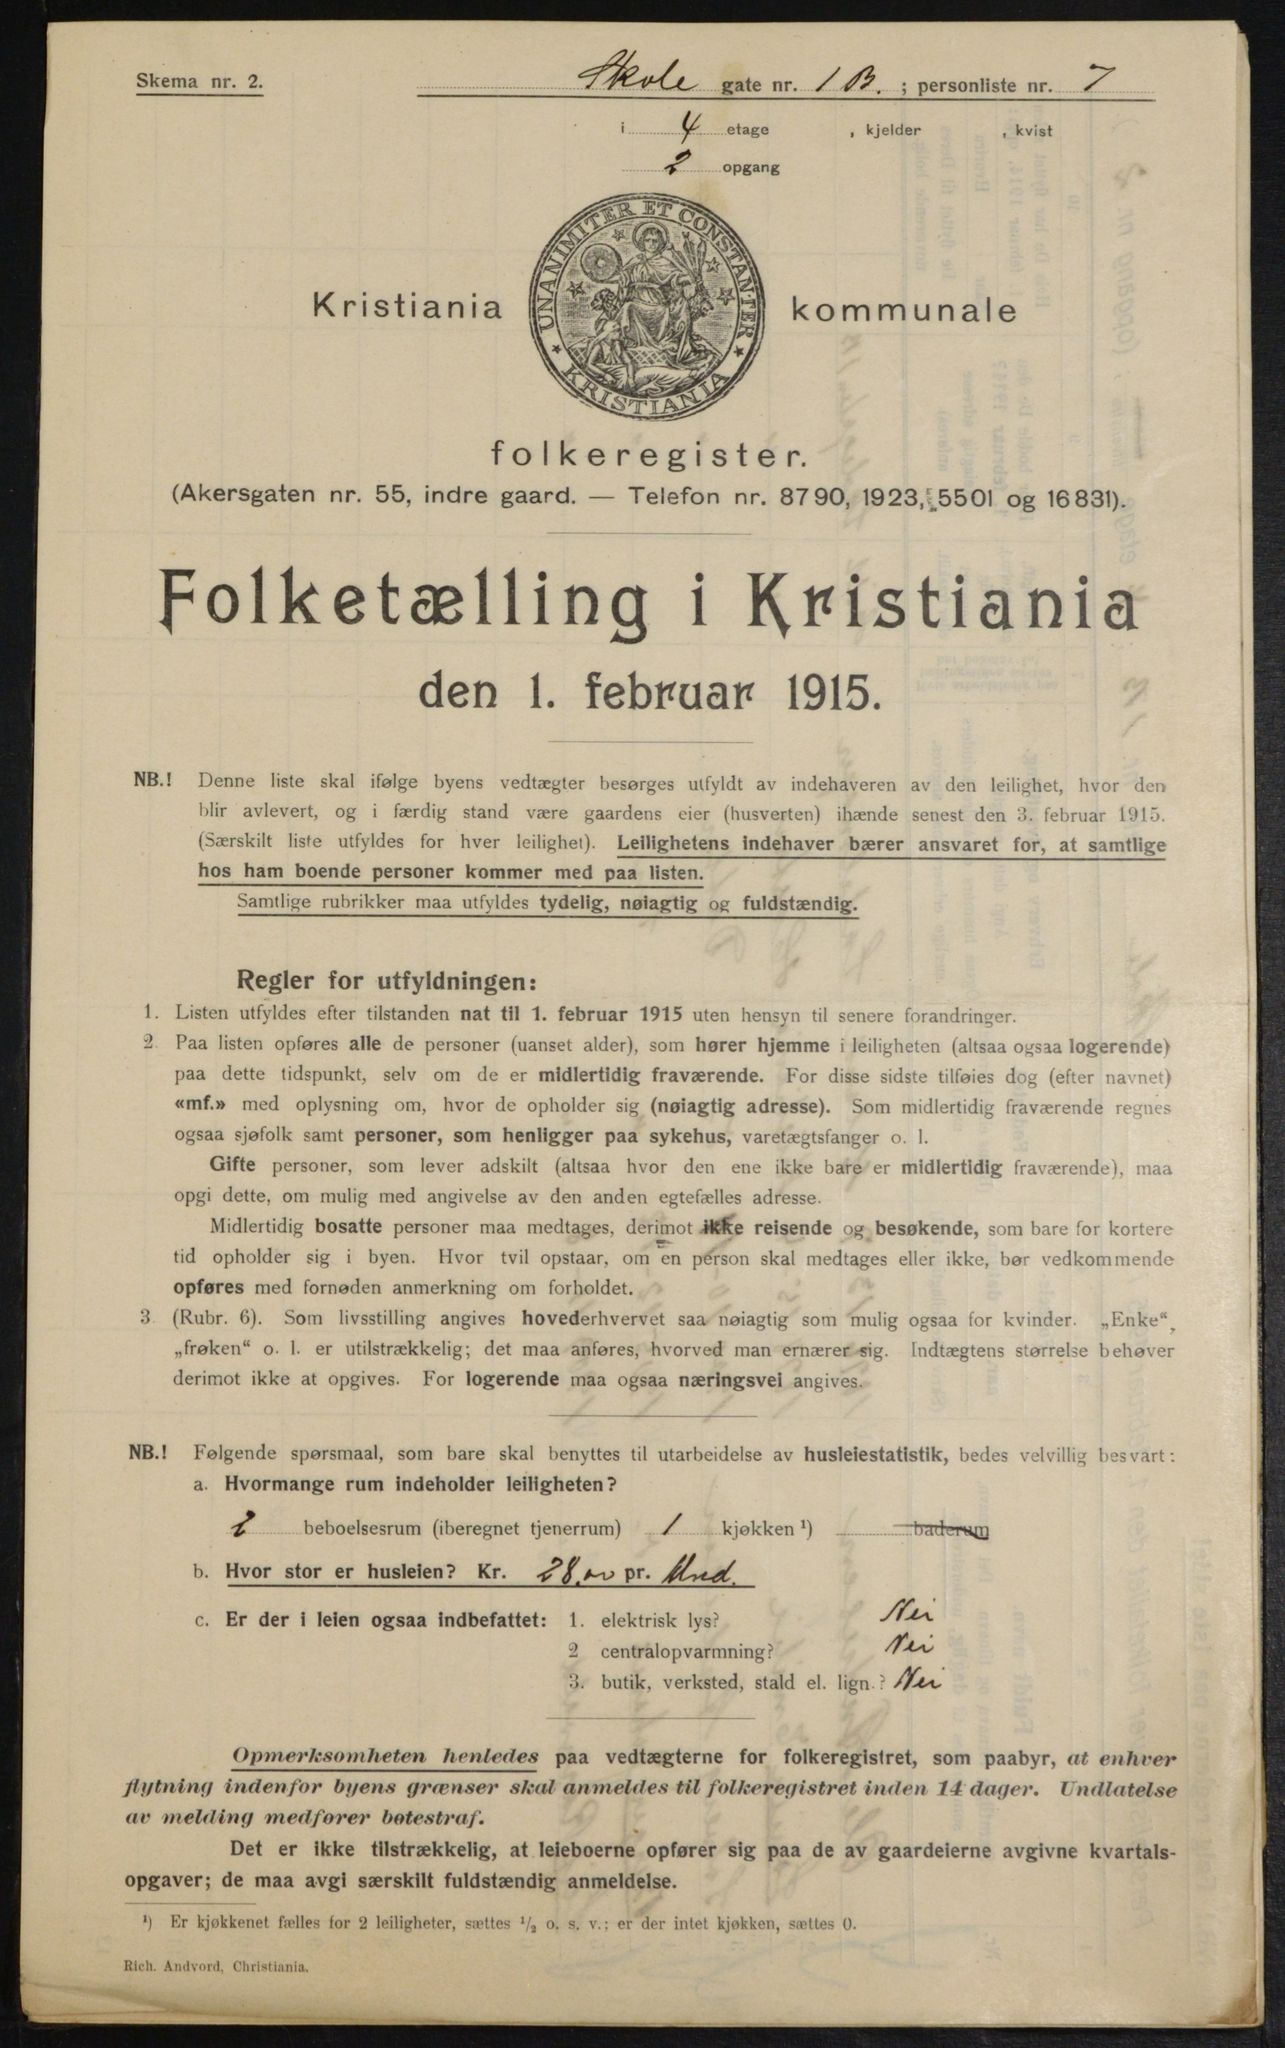 Skema nr. 2.
Skole gate nr. 1 B. ; personliste nr. 7
i 4 etage , kjelder , kvist
2 opgang
UNANIMITER ET CONSTANTER
KRISTIANIA
Kristiania kommunale
folkeregister.
(Akersgaten nr. 55, indre gaard. — Telefon nr. 8790, 1923, 5501 og 16831).
Folketælling i Kristiania
den 1. februar 1915.
NB.! Denne liste skal ifølge byens vedtægter besørges utfyldt av indehaveren av den leilighet, hvor den
blir avlevert, og i færdig stand være gaardens eier (husverten) ihænde senest den 3. februar 1915.
(Særskilt liste utfyldes for hver leilighet). Leilighetens indehaver bærer ansvaret for, at samtlige
hos ham boende personer kommer med paa listen.
Samtlige rubrikker maa utfyldes tydelig, nøiagtig og fuldstændig.
Regler for utfyldningen:
1. Listen utfyldes efter tilstanden nat til 1. februar 1915 uten hensyn til senere forandringer.
2. Paa listen opføres alle de personer (uanset alder), som hører hjemme i leiligheten (altsaa ogsaa logerende)
paa dette tidspunkt, selv om de er midlertidig fraværende. For disse sidste tilføies dog (efter navnet)
«mf.» med oplysning om, hvor de opholder sig (nøiagtig adresse). Som midlertidig fraværende regnes
ogsaa sjøfolk samt personer, som henligger paa sykehus, varetægtsfanger o. l.
Gifte personer, som lever adskilt (altsaa hvor den ene ikke bare er midlertidig fraværende), maa
opgi dette, om mulig med angivelse av den anden egtefælles adresse.
Midlertidig bosatte personer maa medtages, derimot ikke reisende og besøkende, som bare for kortere
tid opholder sig i byen. Hvor tvil opstaar, om en person skal medtages eller ikke, bør vedkommende
opføres med fornøden anmerkning om forholdet.
3. (Rubr. 6). Som livsstilling angives hovederhvervet saa nøiagtig som mulig ogsaa for kvinder. „Enke“,
„frøken“ o. l. er utilstrækkelig; det maa anføres, hvorved man ernærer sig. Indtægtens størrelse behøver
derimot ikke at opgives. For logerende maa ogsaa næringsvei angives.
NB.! Følgende spørsmaal, som bare skal benyttes til utarbeidelse av husleiestatistik, bedes velvillig besvart:
a. Hvormange rum indeholder leiligheten?
2 beboelsesrum (iberegnet tjenerrum) 1 kjøkken ¹) baderum
b. Hvor stor er husleien? Kr. 28,00 pr. Mnd.
c. Er der i leien ogsaa indbefattet: 1. elektrisk lys? Nei
2 centralopvarmning? Nei
3. butik, verksted, stald el. lign.? Nei
Opmerksomheten henledes paa vedtægterne for folkeregistret, som paabyr, at enhver
flytning indenfor byens grænser skal anmeldes til folkeregistret inden 14 dager. Undlatelse
av melding medfører bøtestraf.
Det er ikke tilstrækkelig, at leieboerne opfører sig paa de av gaardeierne avgivne kvartals-
opgaver; de maa avgi særskilt fuldstændig anmeldelse.
¹) Er kjøkkenet fælles for 2 leiligheter, sættes ½ o. s. v.; er der intet kjøkken, sættes 0.
Rich. Andvord, Christiania.